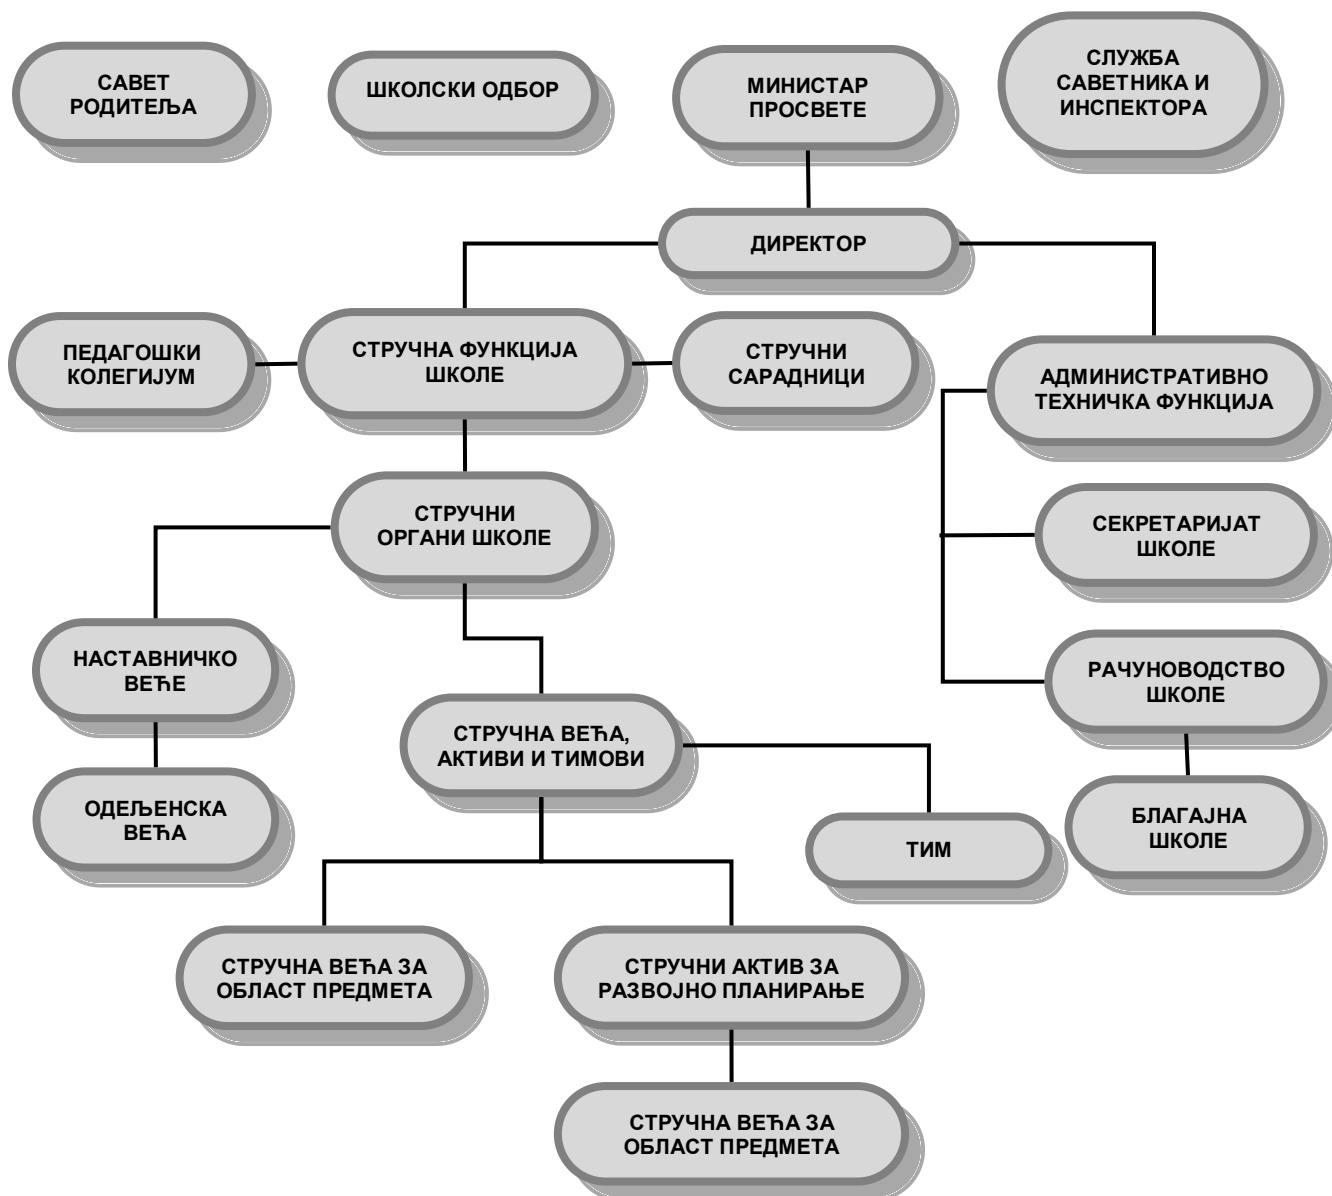 САВЕТ
РОДИТЕЉА
ШКОЛСКИ ОДБОР
МИНИСТАР
ПРОСВЕТЕ
СЛУЖБА
САВЕТНИКА И
ИНСПЕКТОРА
ДИРЕКТОР
ПЕДАГОШКИ
КОЛЕГИЈУМ
СТРУЧНА ФУНКЦИЈА
ШКОЛЕ
СТРУЧНИ
САРАДНИЦИ
АДМИНИСТРАТИВНО
ТЕХНИЧКА ФУНКЦИЈА
СТРУЧНИ
ОРГАНИ ШКОЛЕ
СЕКРЕТАРИЈАТ
ШКОЛЕ
НАСТАВНИЧКО
ВЕЋЕ
РАЧУНОВОДСТВО
ШКОЛЕ
СТРУЧНА ВЕЋА,
АКТИВИ И ТИМОВИ
ОДЕЉЕНСКА
ВЕЋА
ТИМ
БЛАГАЈНА
ШКОЛЕ
СТРУЧНА ВЕЋА ЗА
ОБЛАСТ ПРЕДМЕТА
СТРУЧНИ АКТИВ ЗА
РАЗВОЈНО ПЛАНИРАЊЕ
СТРУЧНА ВЕЋА ЗА
ОБЛАСТ ПРЕДМЕТА